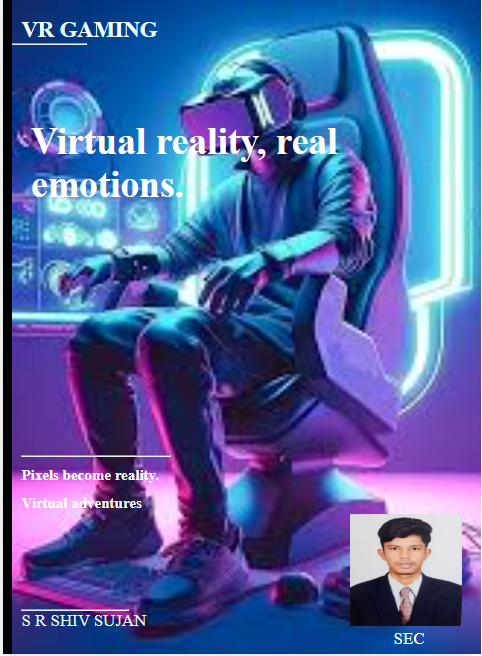 VR GAMING
Virtual reality, real
emotions.
Pixels become reality.
Virtual adventures
S R SHIV SUJAN
SEC